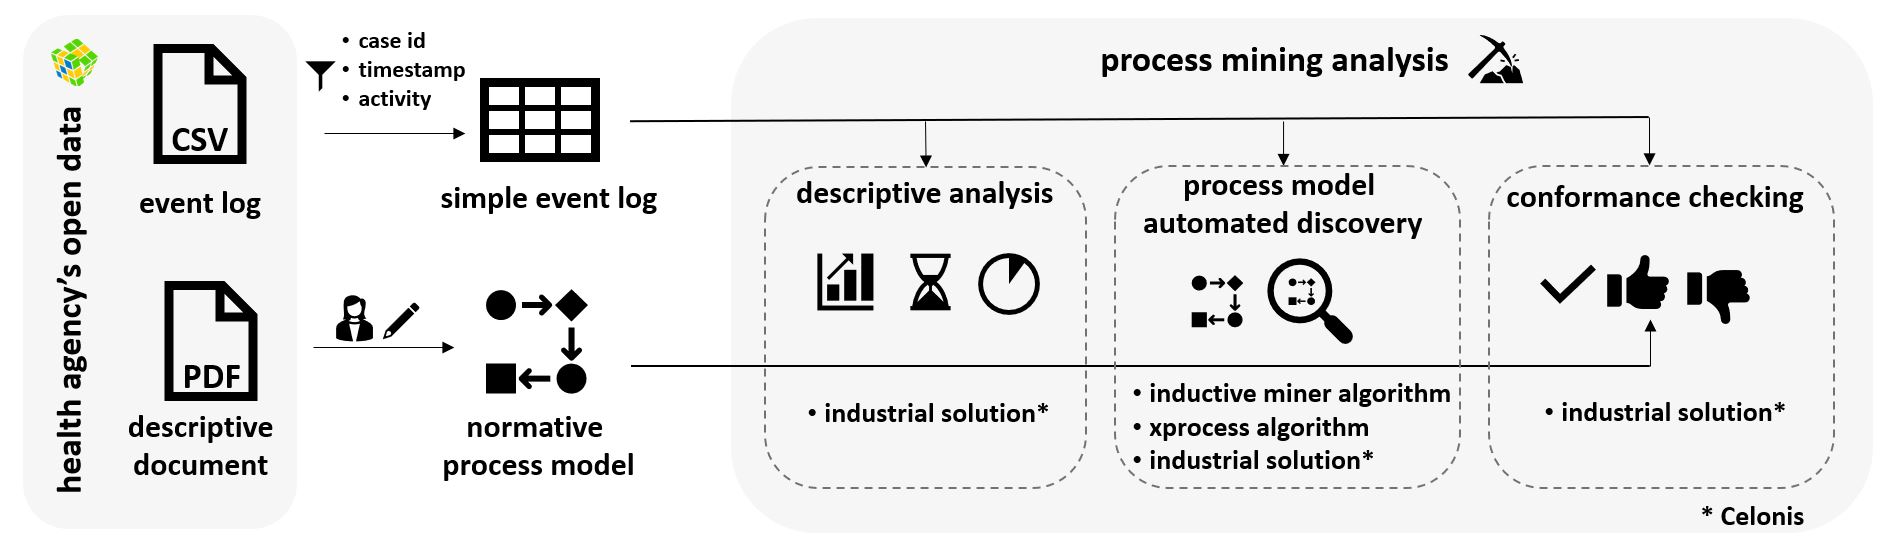 health agency's open data
CSV
event log
PDF
descriptive
document
• case id
• timestamp
• activity
simple event log
normative
process model
process mining analysis
descriptive analysis
• industrial solution*
process model
automated discovery
• inductive miner algorithm
• xprocess algorithm
• industrial solution*
conformance checking
• industrial solution*
* Celonis